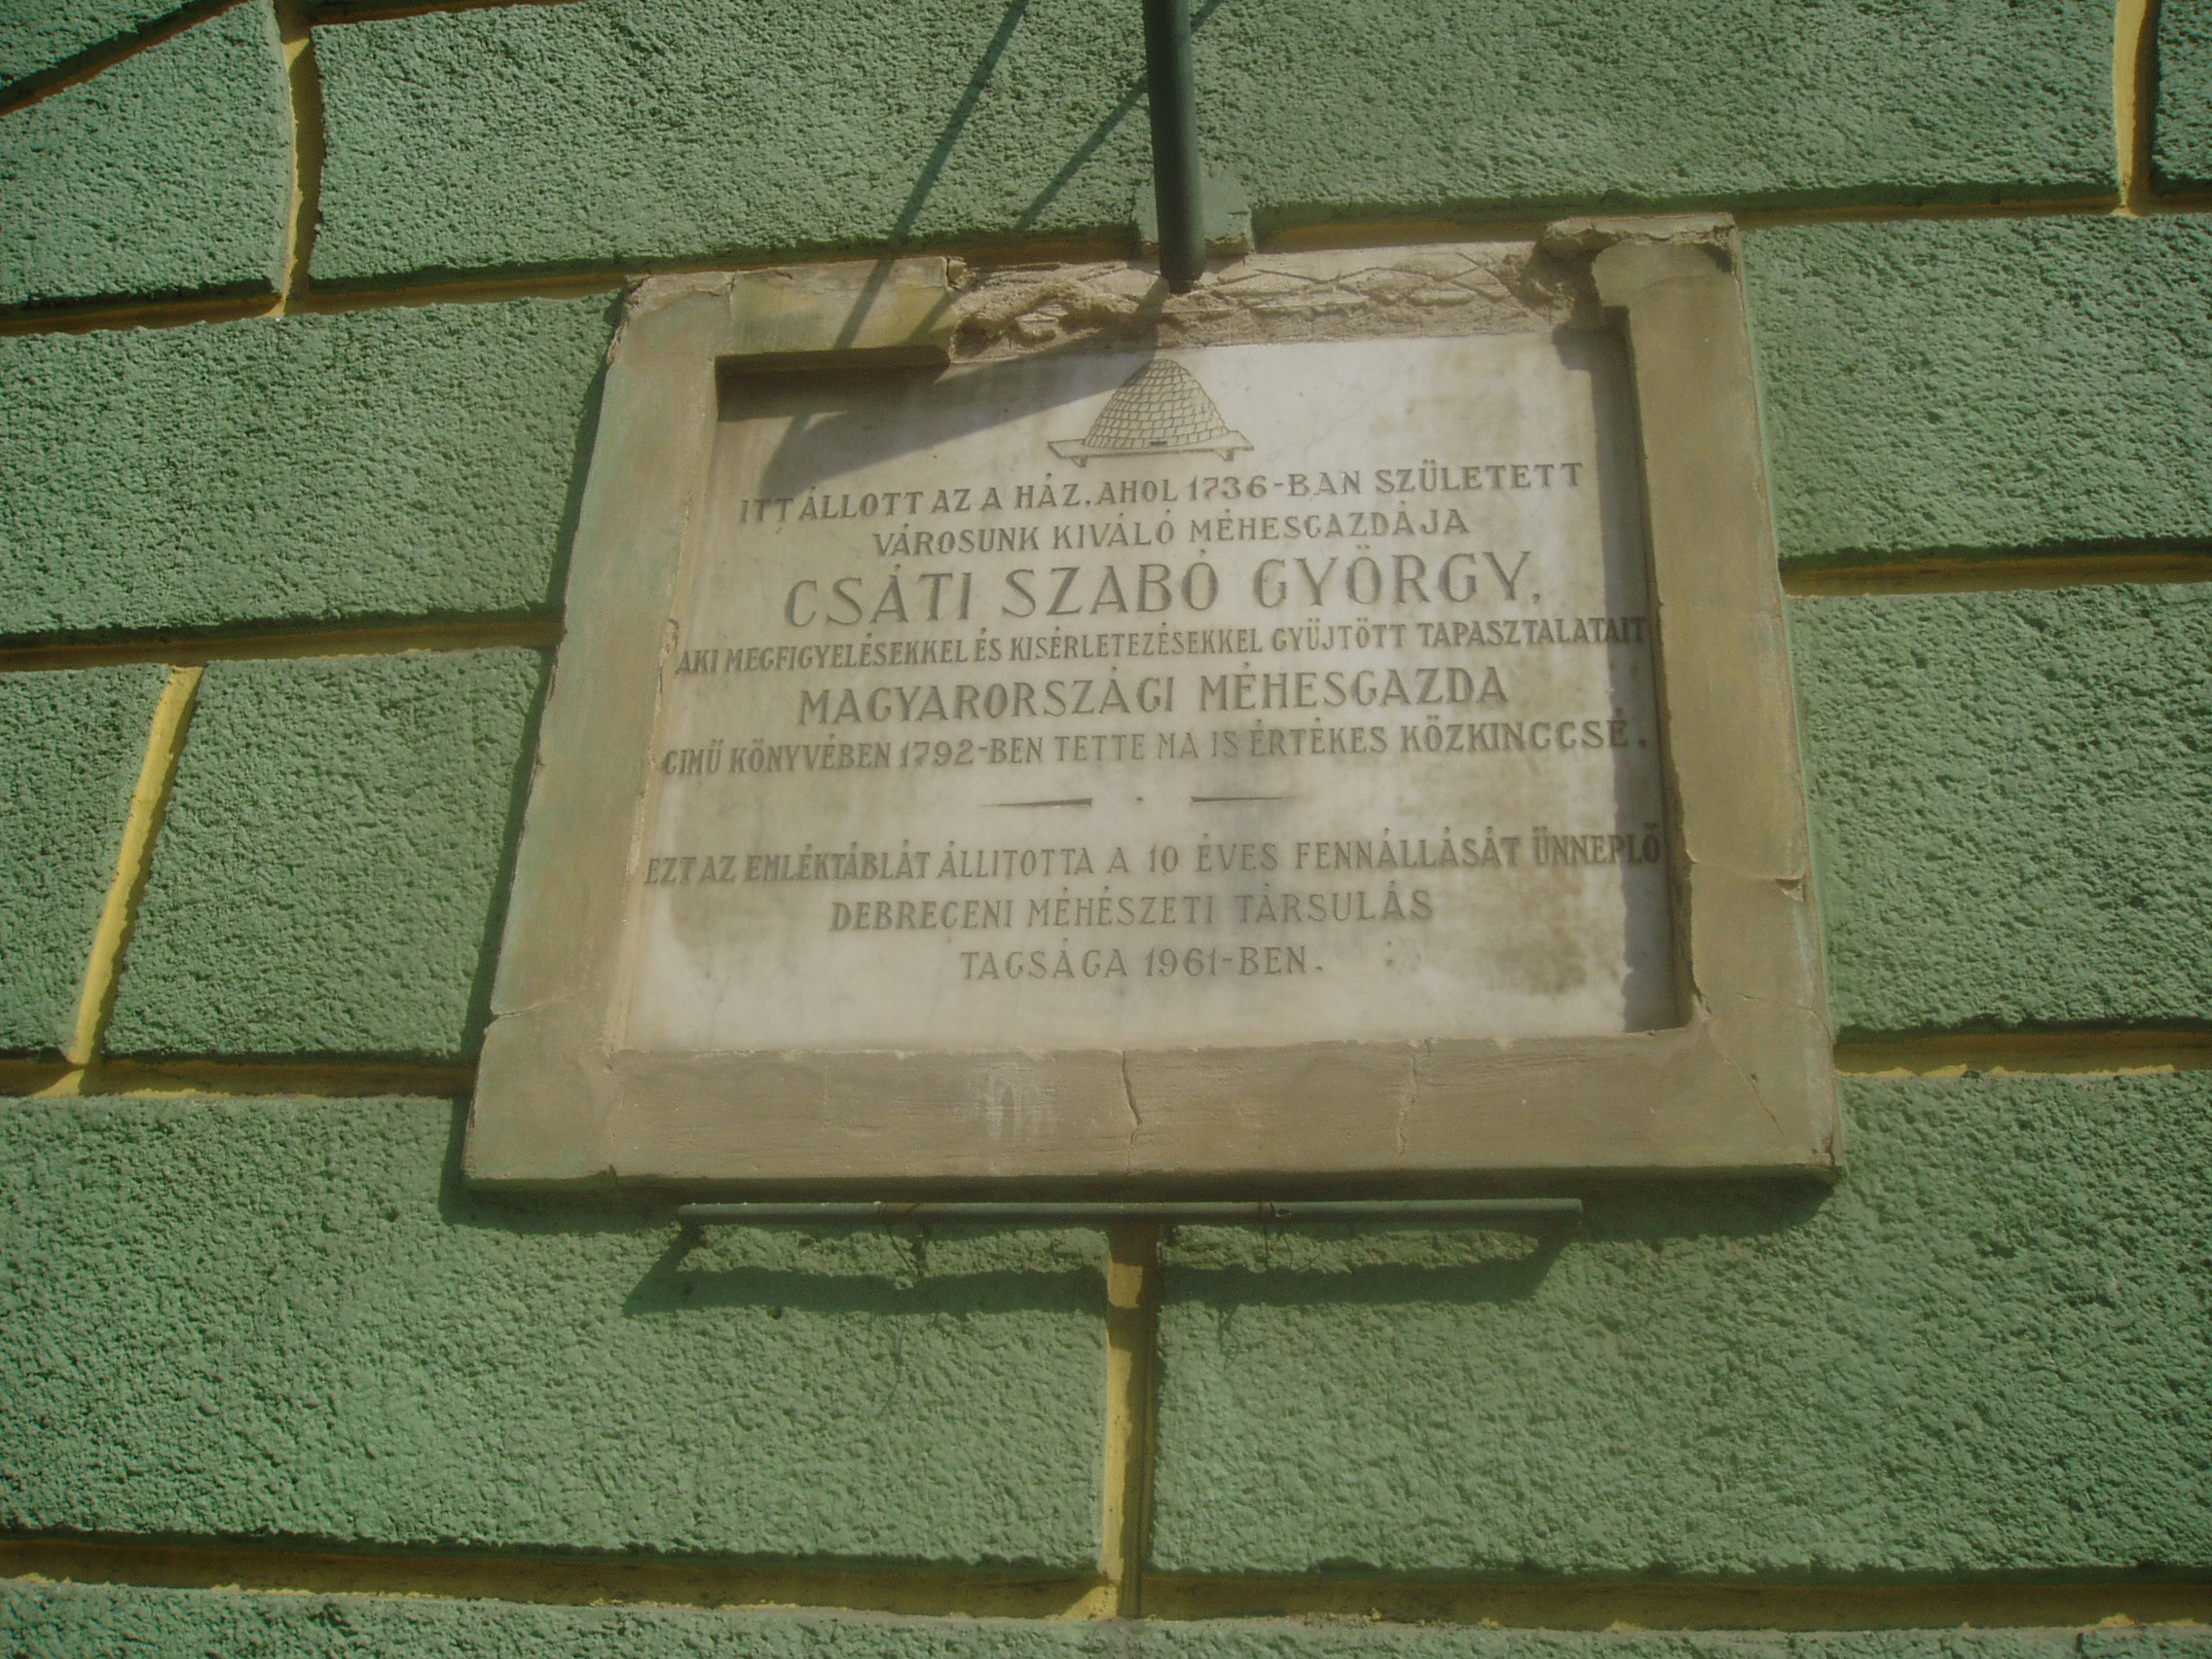 ITT ÁLLOTT AZ A HÁZ, AHOL 1736-BAN SZÜLETETT
VÁROSUNK KIVÁLÓ MÉHESGAZDÁJA
CSÁTI SZABÓ GYÖRGY,
AKI MEGFIGYELÉSEKKEL ÉS KISÉRLETEZÉSEKKEL GYÜJTÖTT TAPASZTALATAIT
MAGYARORSZÁGI MÉHESGAZDA
CIMÜ KÖNYVÉBEN 1792-BEN TETTE MA IS ÉRTÉKES KÖZKINCCSÉ.
EZT AZ EMLÉKTÁBLÁT ÁLLITOTTA A 10 ÉVES FENNÁLLÁSÁT ÜNNEPLŐ
DEBRECENI MÉHÉSZETI TÁRSULÁS
TAGSÁGA 1961-BEN.